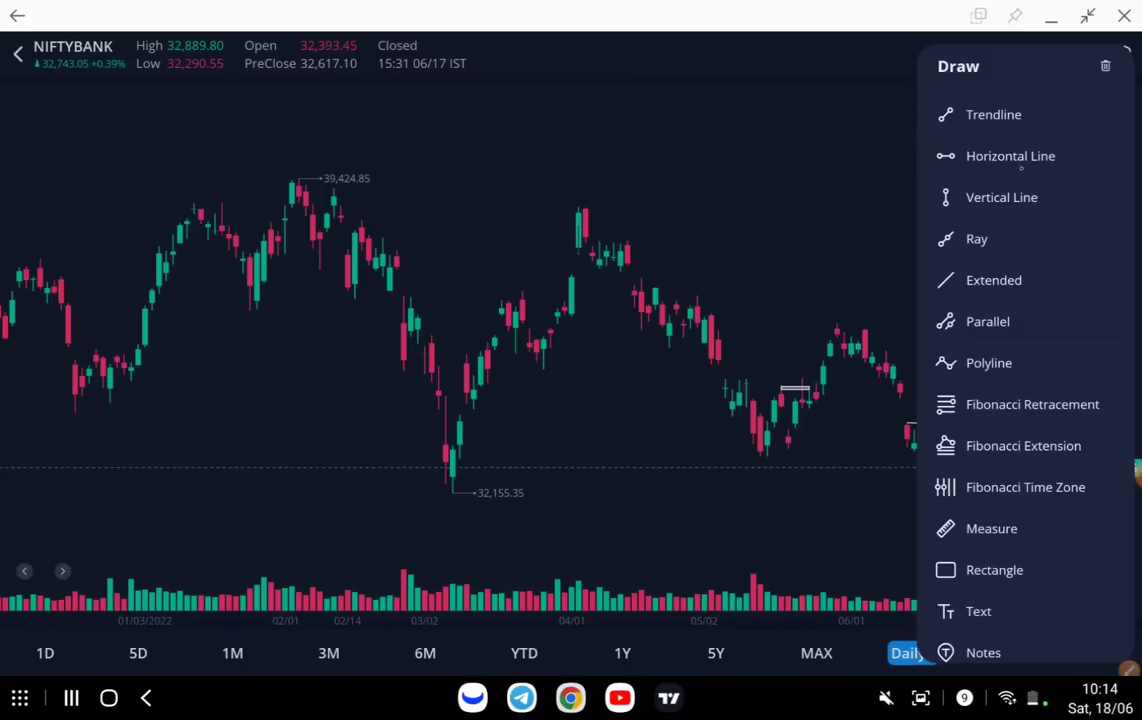 NIFTYBANK High 32,889.80 Open 32,393.45 Closed
32,743.05 +0.39% Low 32,290.55 PreClose 32,617.10 15:31 06/17 IST
39,424.85
32,155.35
01/03/2022 02/01 02/14 03/02 04/01 05/02 06/01
1D 5D 1M 3M 6M YTD 1Y 5Y MAX Daily
Draw
Trendline
Horizontal Line
Vertical Line
Ray
Extended
Parallel
Polyline
Fibonacci Retracement
Fibonacci Extension
Fibonacci Time Zone
Measure
Rectangle
Tт Text
Notes
9
10:14
Sat, 18/06